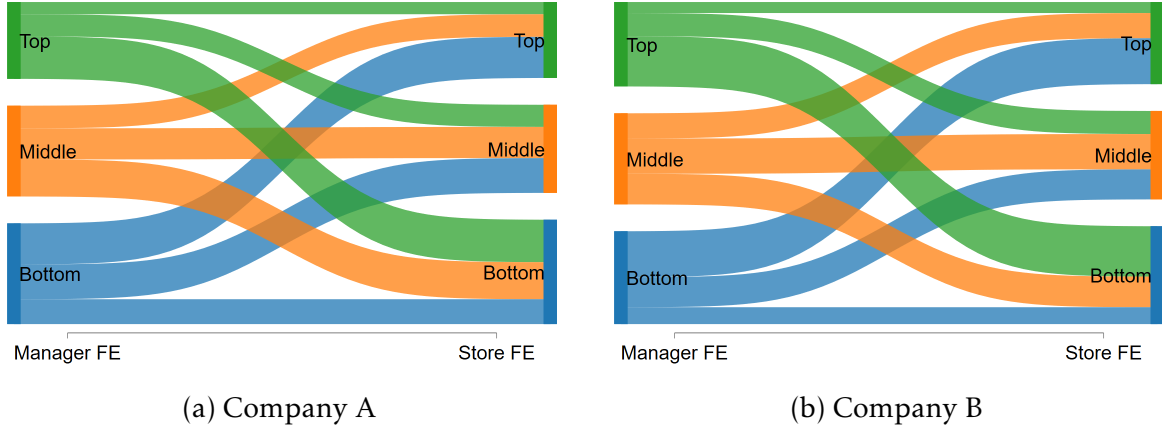 Top
Top
Middle
Middle
Bottom
Bottom
Manager FE
Store FE
(a) Company A
Top
Top
Middle
Middle
Bottom
Bottom
Manager FE
Store FE
(b) Company B